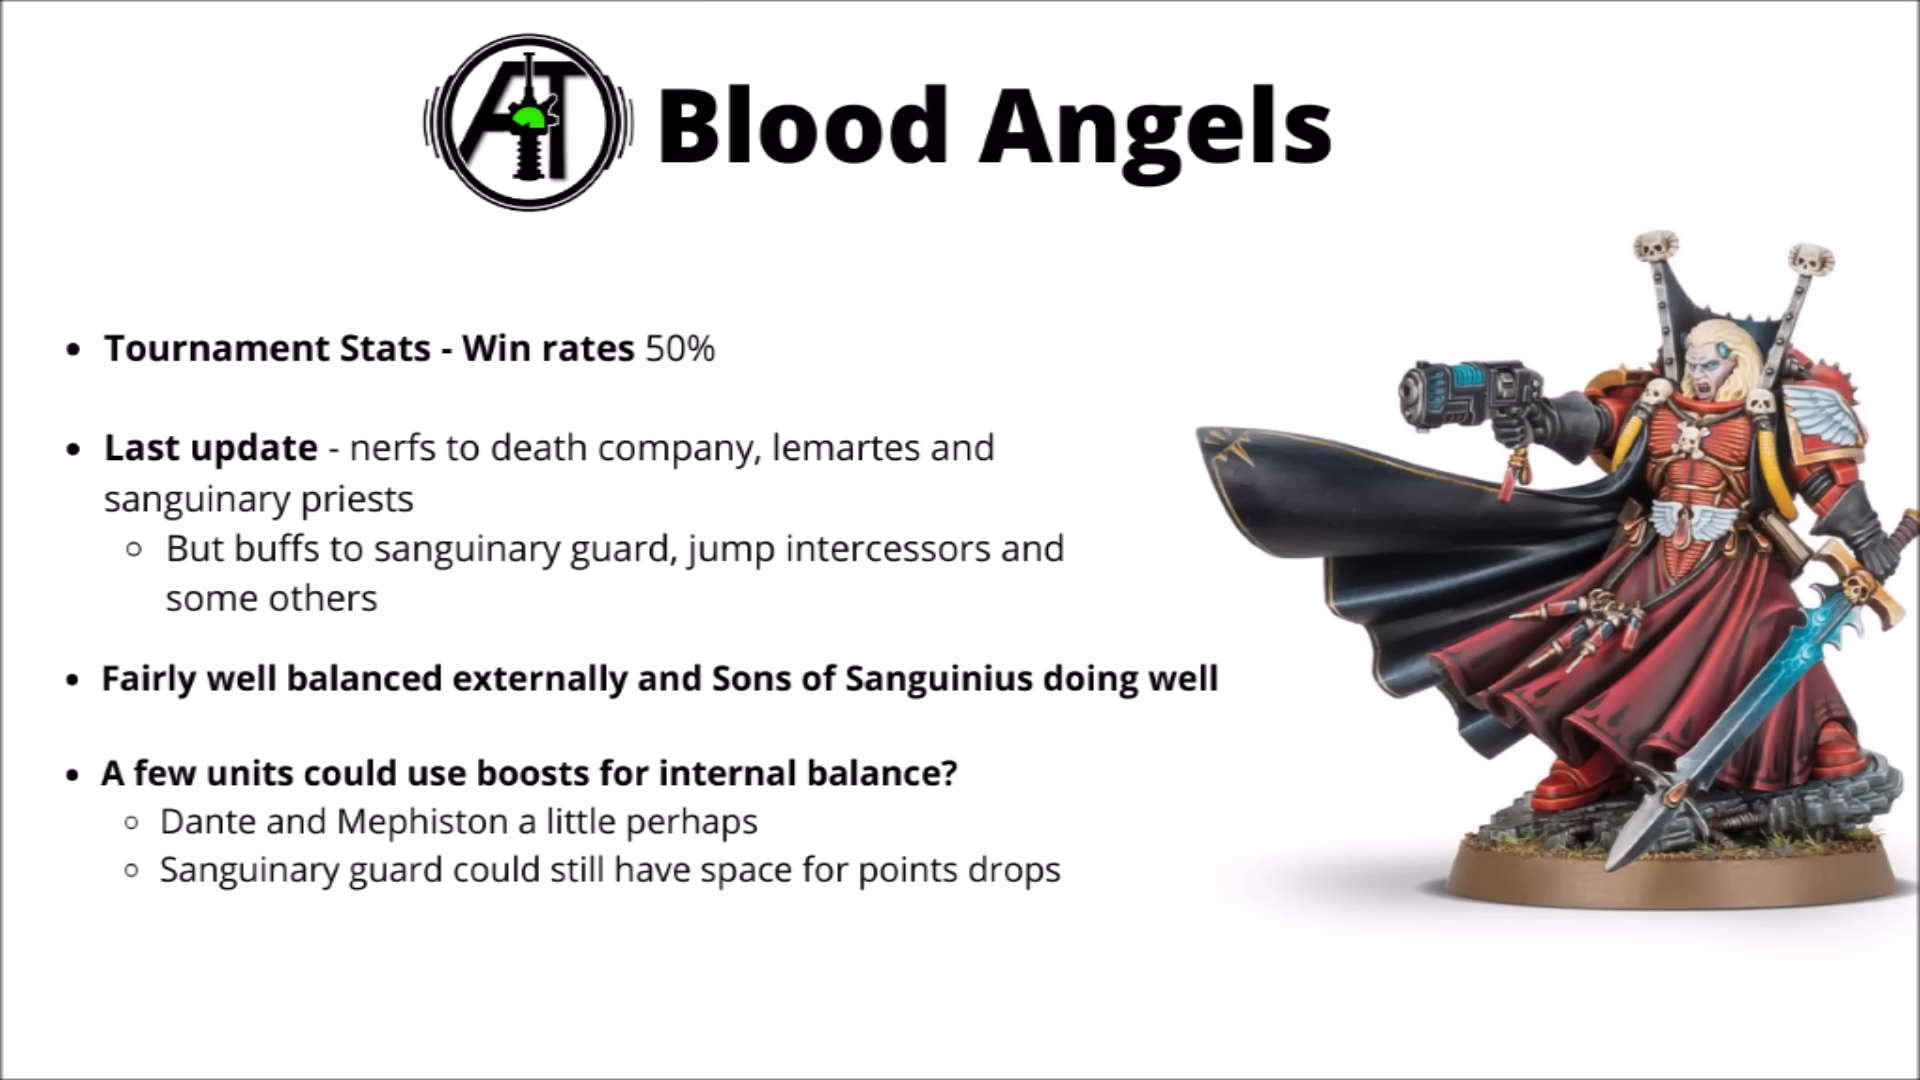 AT
Blood Angels
• Tournament Stats - Win rates 50%
• Last update - nerfs to death company, lemartes and
sanguinary priests
○ But buffs to sanguinary guard, jump intercessors and
some others
• Fairly well balanced externally and Sons of Sanguinius doing well
• A few units could use boosts for internal balance?
○ Dante and Mephiston a little perhaps
○ Sanguinary guard could still have space for points drops